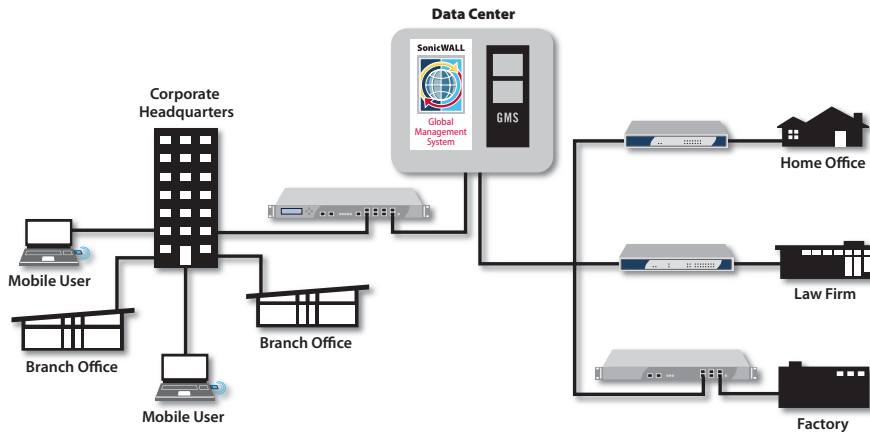 Data Center
SonicWALL
Global
Management
System
GMS
Corporate
Headquarters
Home Office
Mobile User
Law Firm
Branch Office
Branch Office
Mobile User
Factory